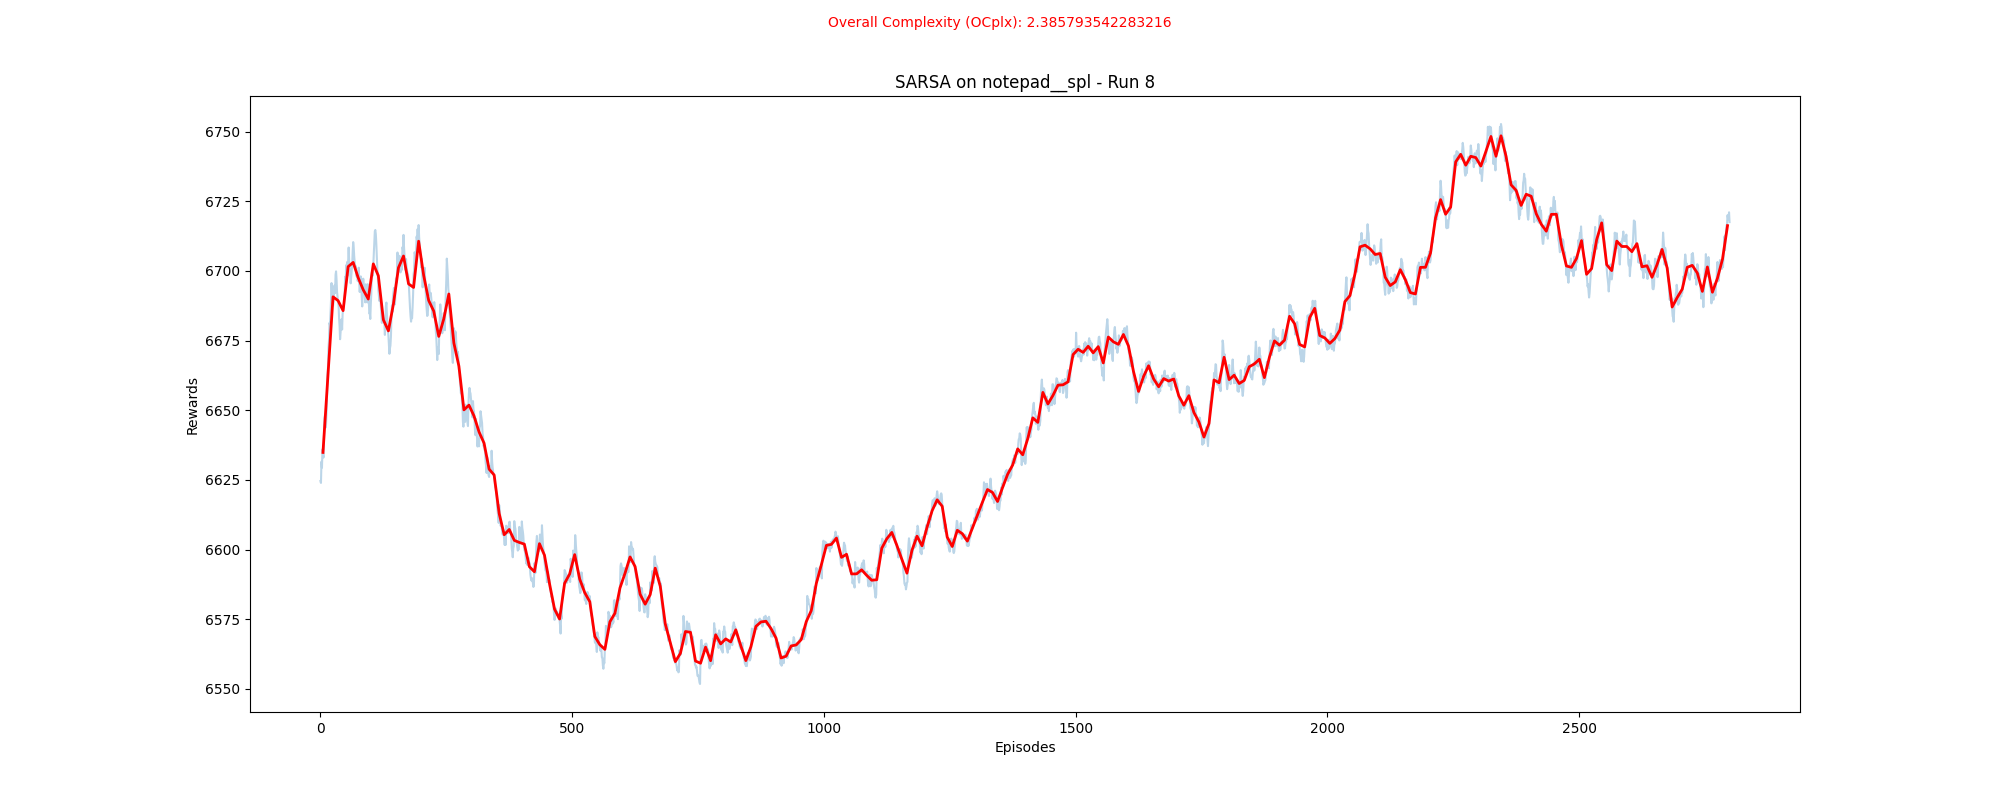 Overall Complexity (OCplx): 2.385793542283216
SARSA on notepad__spl - Run 8
6750
6725
6700
6675
6650
6625
6600
6575
6550
Rewards
0 500 1000 1500 2000 2500
Episodes